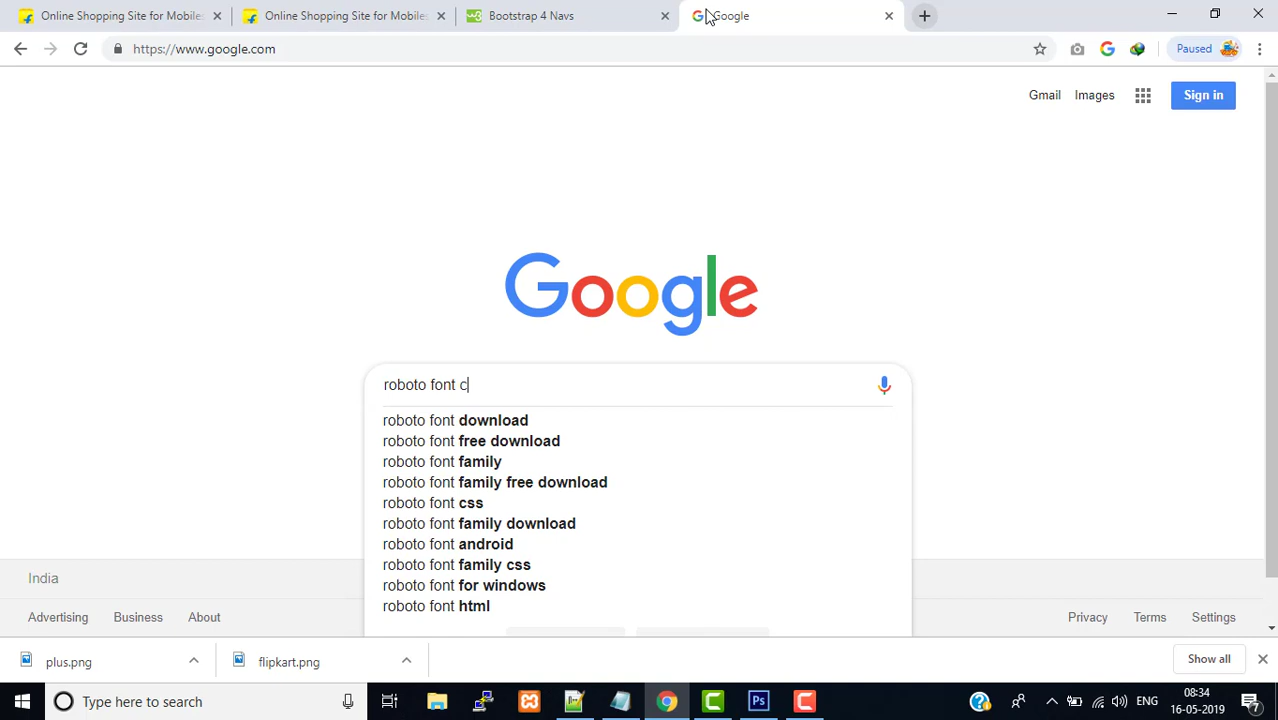 Online Shopping Site for Mobiles
Online Shopping Site for Mobiles
Bootstrap 4 Navs
Google
https://www.google.com
Paused
Gmail
Images
Sign in
Google
roboto font c
roboto font download
roboto font free download
roboto font family
roboto font family free download
roboto font css
roboto font family download
roboto font android
roboto font family css
roboto font for windows
roboto font html
India
Advertising
Business
About
Privacy
Terms
Settings
plus.png
flipkart.png
Show all
Type here to search
Ps
ENG
08:34
16-05-2019
7